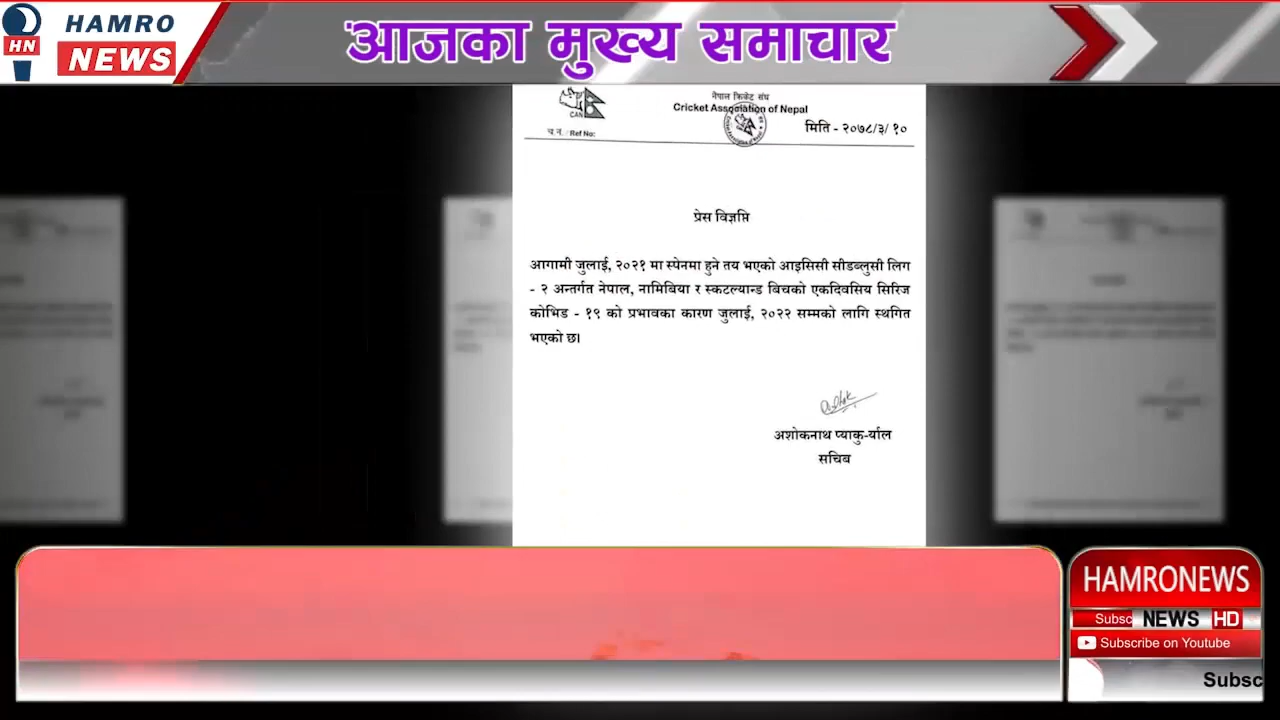 HAMRO
HN
NEWS
आजका मुख्य समाचार
नेपाल क्रिकेट संघ
Cricket Association of Nepal
CAN
च.नं. / Ref No:
मिति - २०७८/३/१०
प्रेस विज्ञप्ति
आगामी जुलाई, २०२१ मा स्पेनमा हुने तय भएको आइसिसी सीडब्लुसी लिग
- २ अन्तर्गत नेपाल, नामिबिया र स्कटल्यान्ड बिचको एकदिवसिय सिरिज
कोभिड - १९ को प्रभावका कारण जुलाई, २०२२ सम्मको लागि स्थगित
भएको छ।
अशोकनाथ प्याकु-र्याल
सचिब
HAMRONEWS
Subsc NEWS HD
Subscribe on Youtube
Subsc